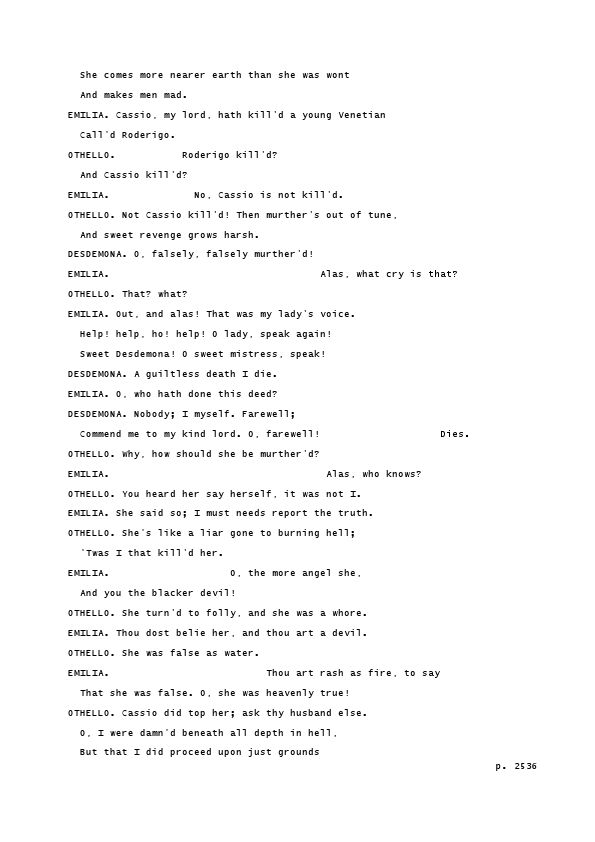 She comes more nearer earth than she was wont
And makes men mad.
EMILIA. Cassio, my lord, hath kill'd a young Venetian
Call'd Roderigo.
OTHELLO. Roderigo kill'd?
And Cassio kill'd?
EMILIA. No, Cassio is not kill'd.
OTHELLO. Not Cassio kill'd! Then murther's out of tune,
And sweet revenge grows harsh.
DESDEMONA. O, falsely, falsely murther'd!
EMILIA. Alas, what cry is that?
OTHELLO. That? what?
EMILIA. Out, and alas! That was my lady's voice.
Help! help, ho! help! O lady, speak again!
Sweet Desdemona! O sweet mistress, speak!
DESDEMONA. A guiltless death I die.
EMILIA. O, who hath done this deed?
DESDEMONA. Nobody; I myself. Farewell;
Commend me to my kind lord. O, farewell! Dies.
OTHELLO. Why, how should she be murther'd?
EMILIA. Alas, who knows?
OTHELLO. You heard her say herself, it was not I.
EMILIA. She said so; I must needs report the truth.
OTHELLO. She's like a liar gone to burning hell;
'Twas I that kill'd her.
EMILIA. O, the more angel she,
And you the blacker devil!
OTHELLO. She turn'd to folly, and she was a whore.
EMILIA. Thou dost belie her, and thou art a devil.
OTHELLO. She was false as water.
EMILIA. Thou art rash as fire, to say
That she was false. O, she was heavenly true!
OTHELLO. Cassio did top her; ask thy husband else.
O, I were damn'd beneath all depth in hell,
But that I did proceed upon just grounds
p. 2536